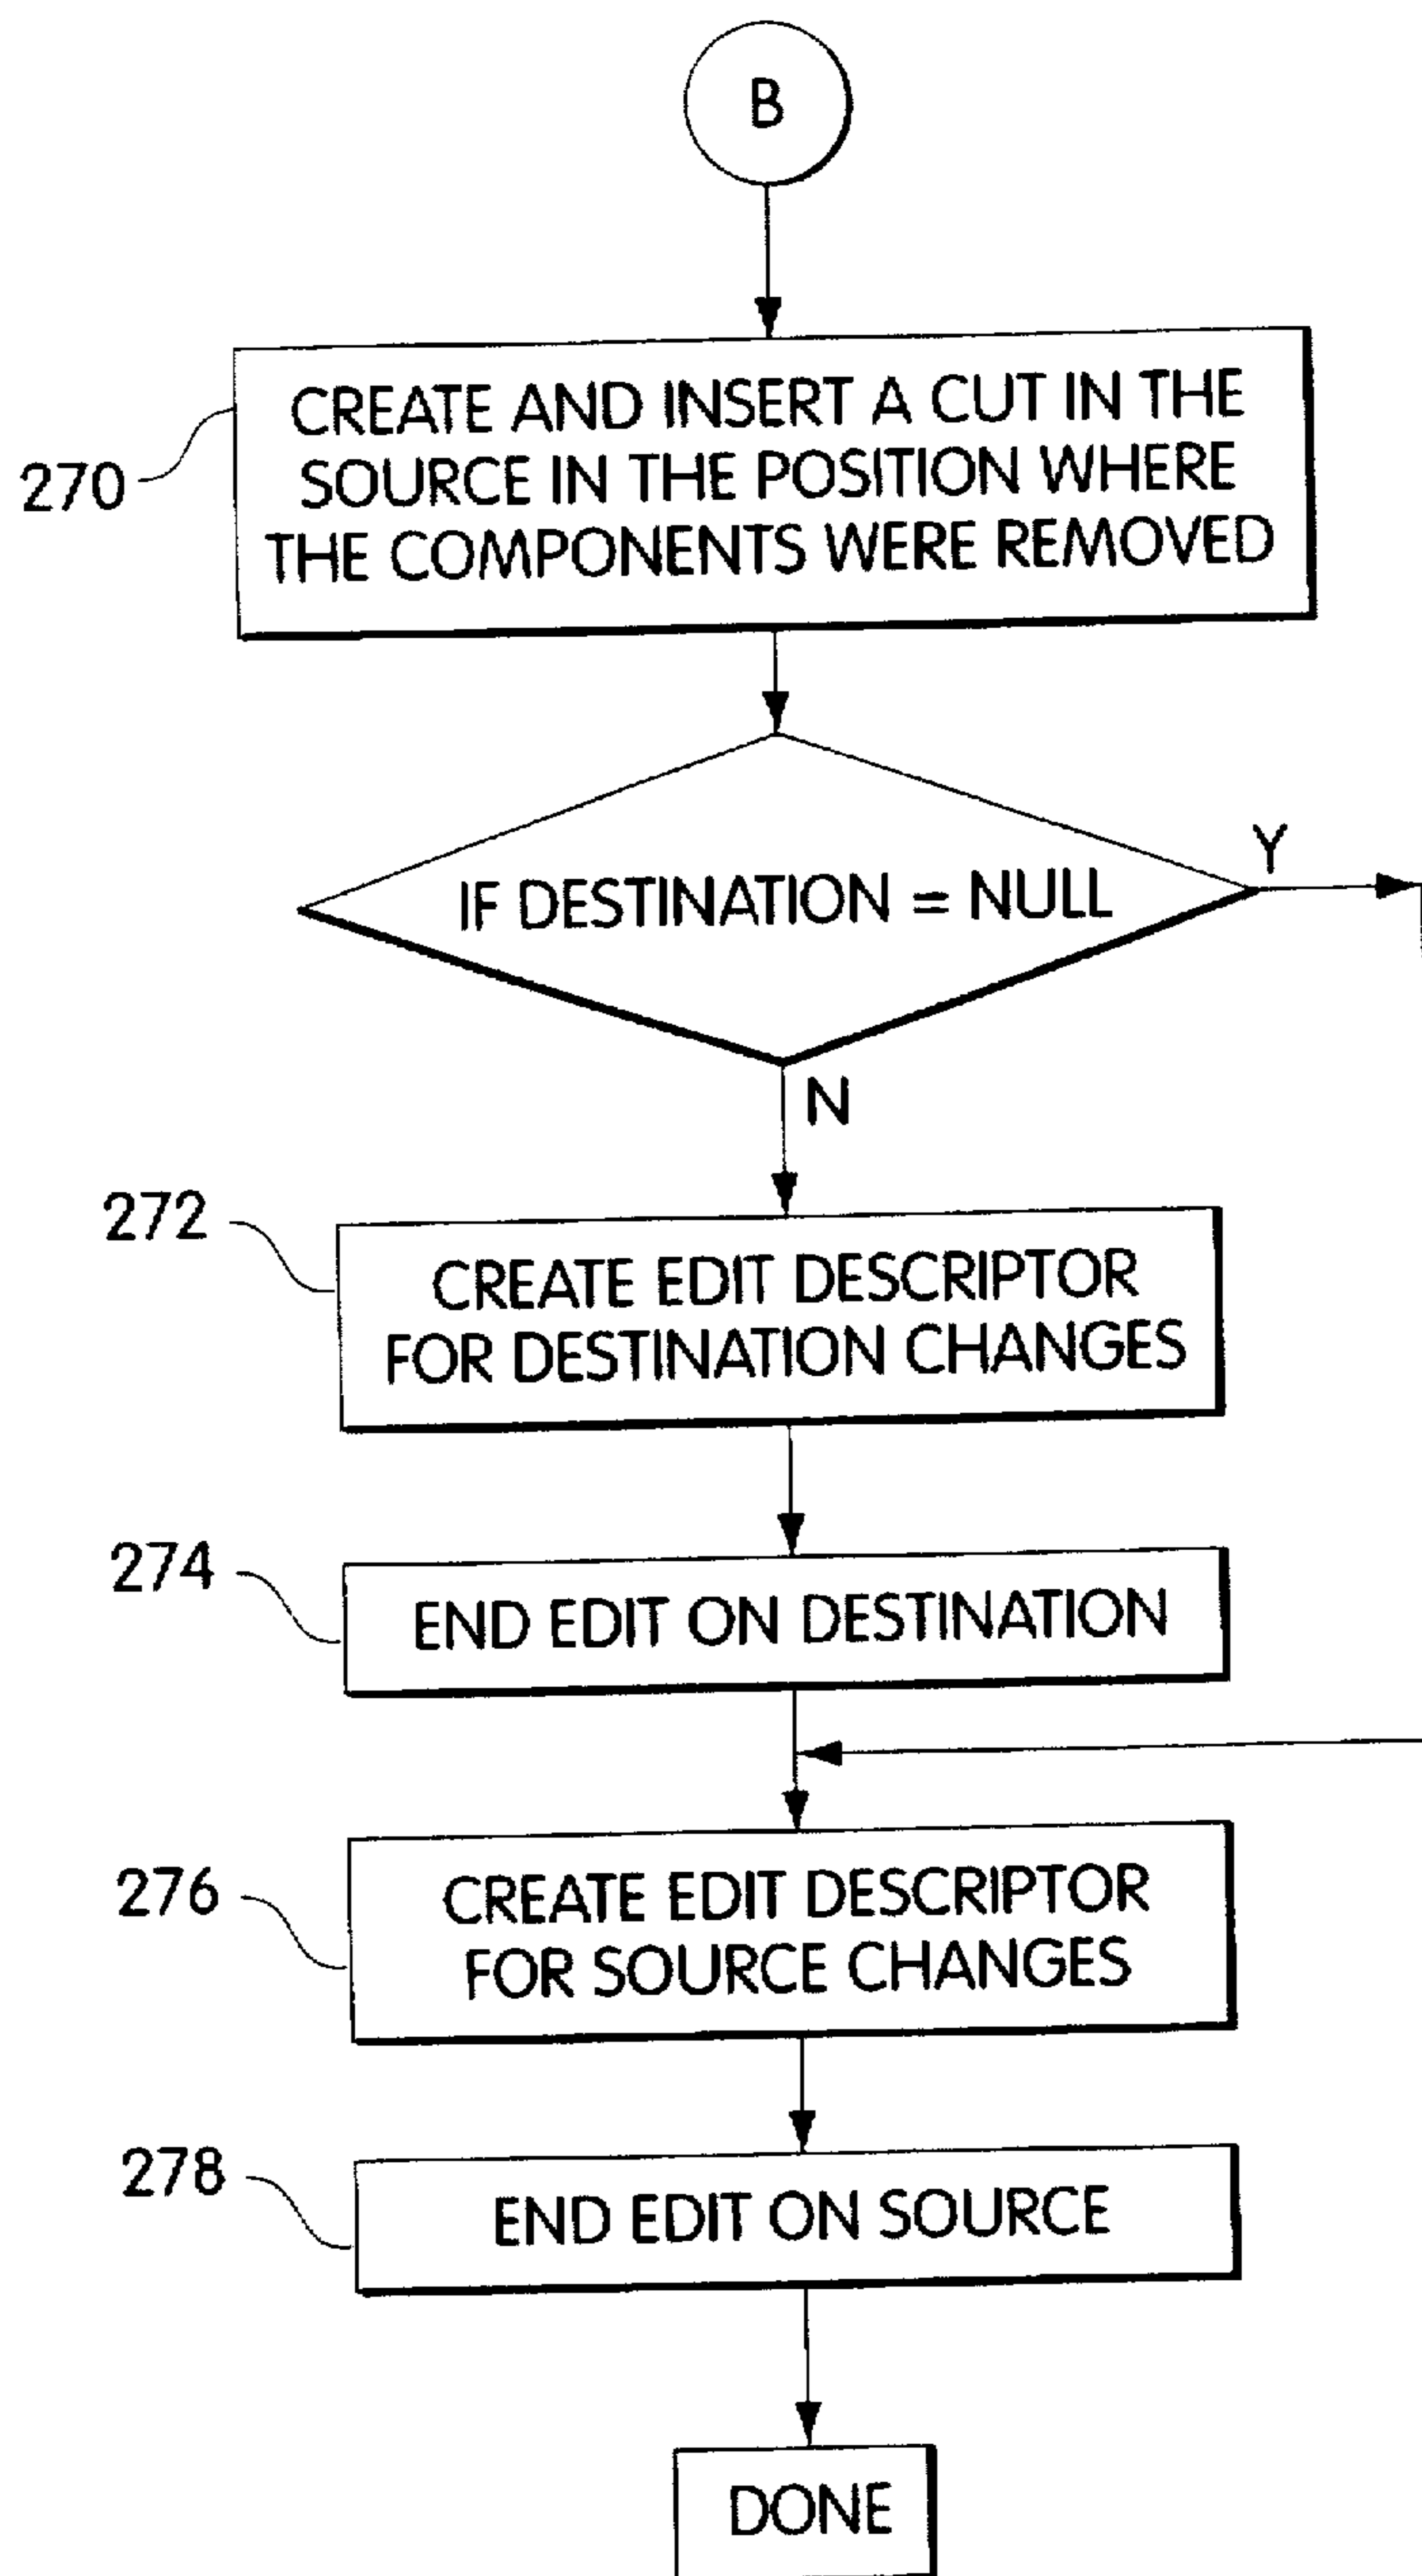 B
CREATE AND INSERT A CUT IN THE
SOURCE IN THE POSITION WHERE
THE COMPONENTS WERE REMOVED
270
IF DESTINATION = NULL
Y
N
272
CREATE EDIT DESCRIPTOR
FOR DESTINATION CHANGES
274
END EDIT ON DESTINATION
276
CREATE EDIT DESCRIPTOR
FOR SOURCE CHANGES
278
END EDIT ON SOURCE
DONE